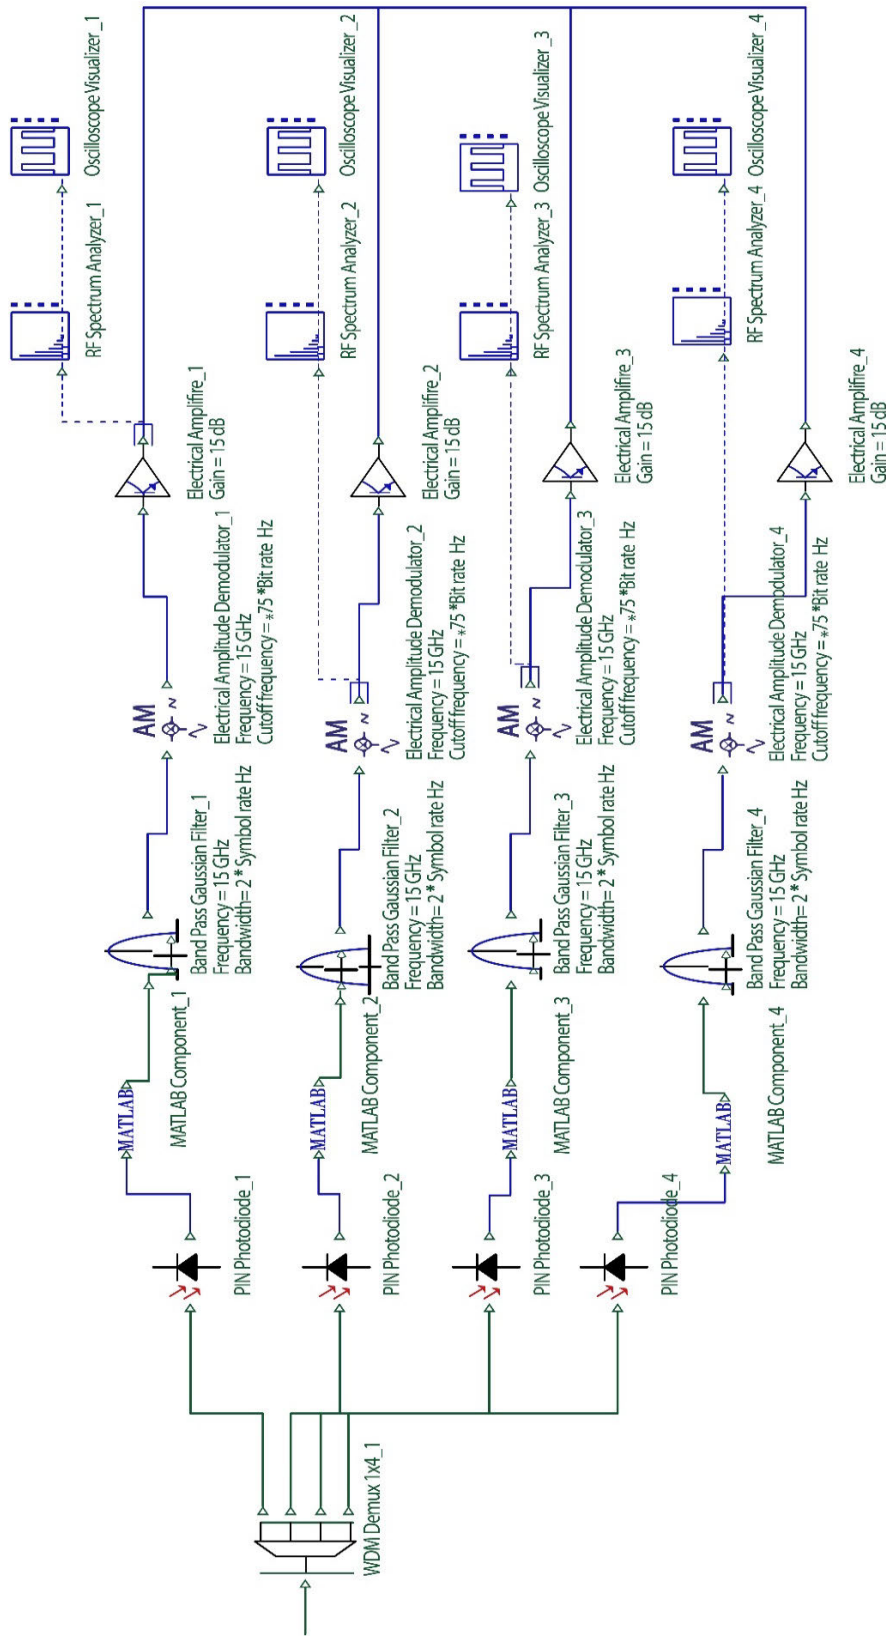 WDM Demux 1x4_1
PIN Photodiode_1
MATLAB
MATLAB Component_1
Band Pass Gaussian Filter_1
Frequency = 15 GHz
Bandwidth= 2 * Symbol rate Hz
AM
Electrical Amplitude Demodulator_1
Frequency = 15 GHz
Cutoff frequency = *75 *Bit rate Hz
Electrical Amplifire_1
Gain = 15 dB
RF Spectrum Analyzer_1
Oscilloscope Visualizer_1
PIN Photodiode_2
MATLAB
MATLAB Component_2
Band Pass Gaussian Filter_2
Frequency = 15 GHz
Bandwidth= 2 * Symbol rate Hz
AM
Electrical Amplitude Demodulator_2
Frequency = 15 GHz
Cutoff frequency = *75 *Bit rate Hz
Electrical Amplifire_2
Gain = 15 dB
RF Spectrum Analyzer_2
Oscilloscope Visualizer_2
PIN Photodiode_3
MATLAB
MATLAB Component_3
Band Pass Gaussian Filter_3
Frequency = 15 GHz
Bandwidth= 2 * Symbol rate Hz
AM
Electrical Amplitude Demodulator_3
Frequency = 15 GHz
Cutoff frequency = *75 *Bit rate Hz
Electrical Amplifire_3
Gain = 15 dB
RF Spectrum Analyzer_3
Oscilloscope Visualizer_3
PIN Photodiode_4
MATLAB
MATLAB Component_4
Band Pass Gaussian Filter_4
Frequency = 15 GHz
Bandwidth= 2 * Symbol rate Hz
AM
Electrical Amplitude Demodulator_4
Frequency = 15 GHz
Cutoff frequency = *75 *Bit rate Hz
Electrical Amplifire_4
Gain = 15 dB
RF Spectrum Analyzer_4
Oscilloscope Visualizer_4